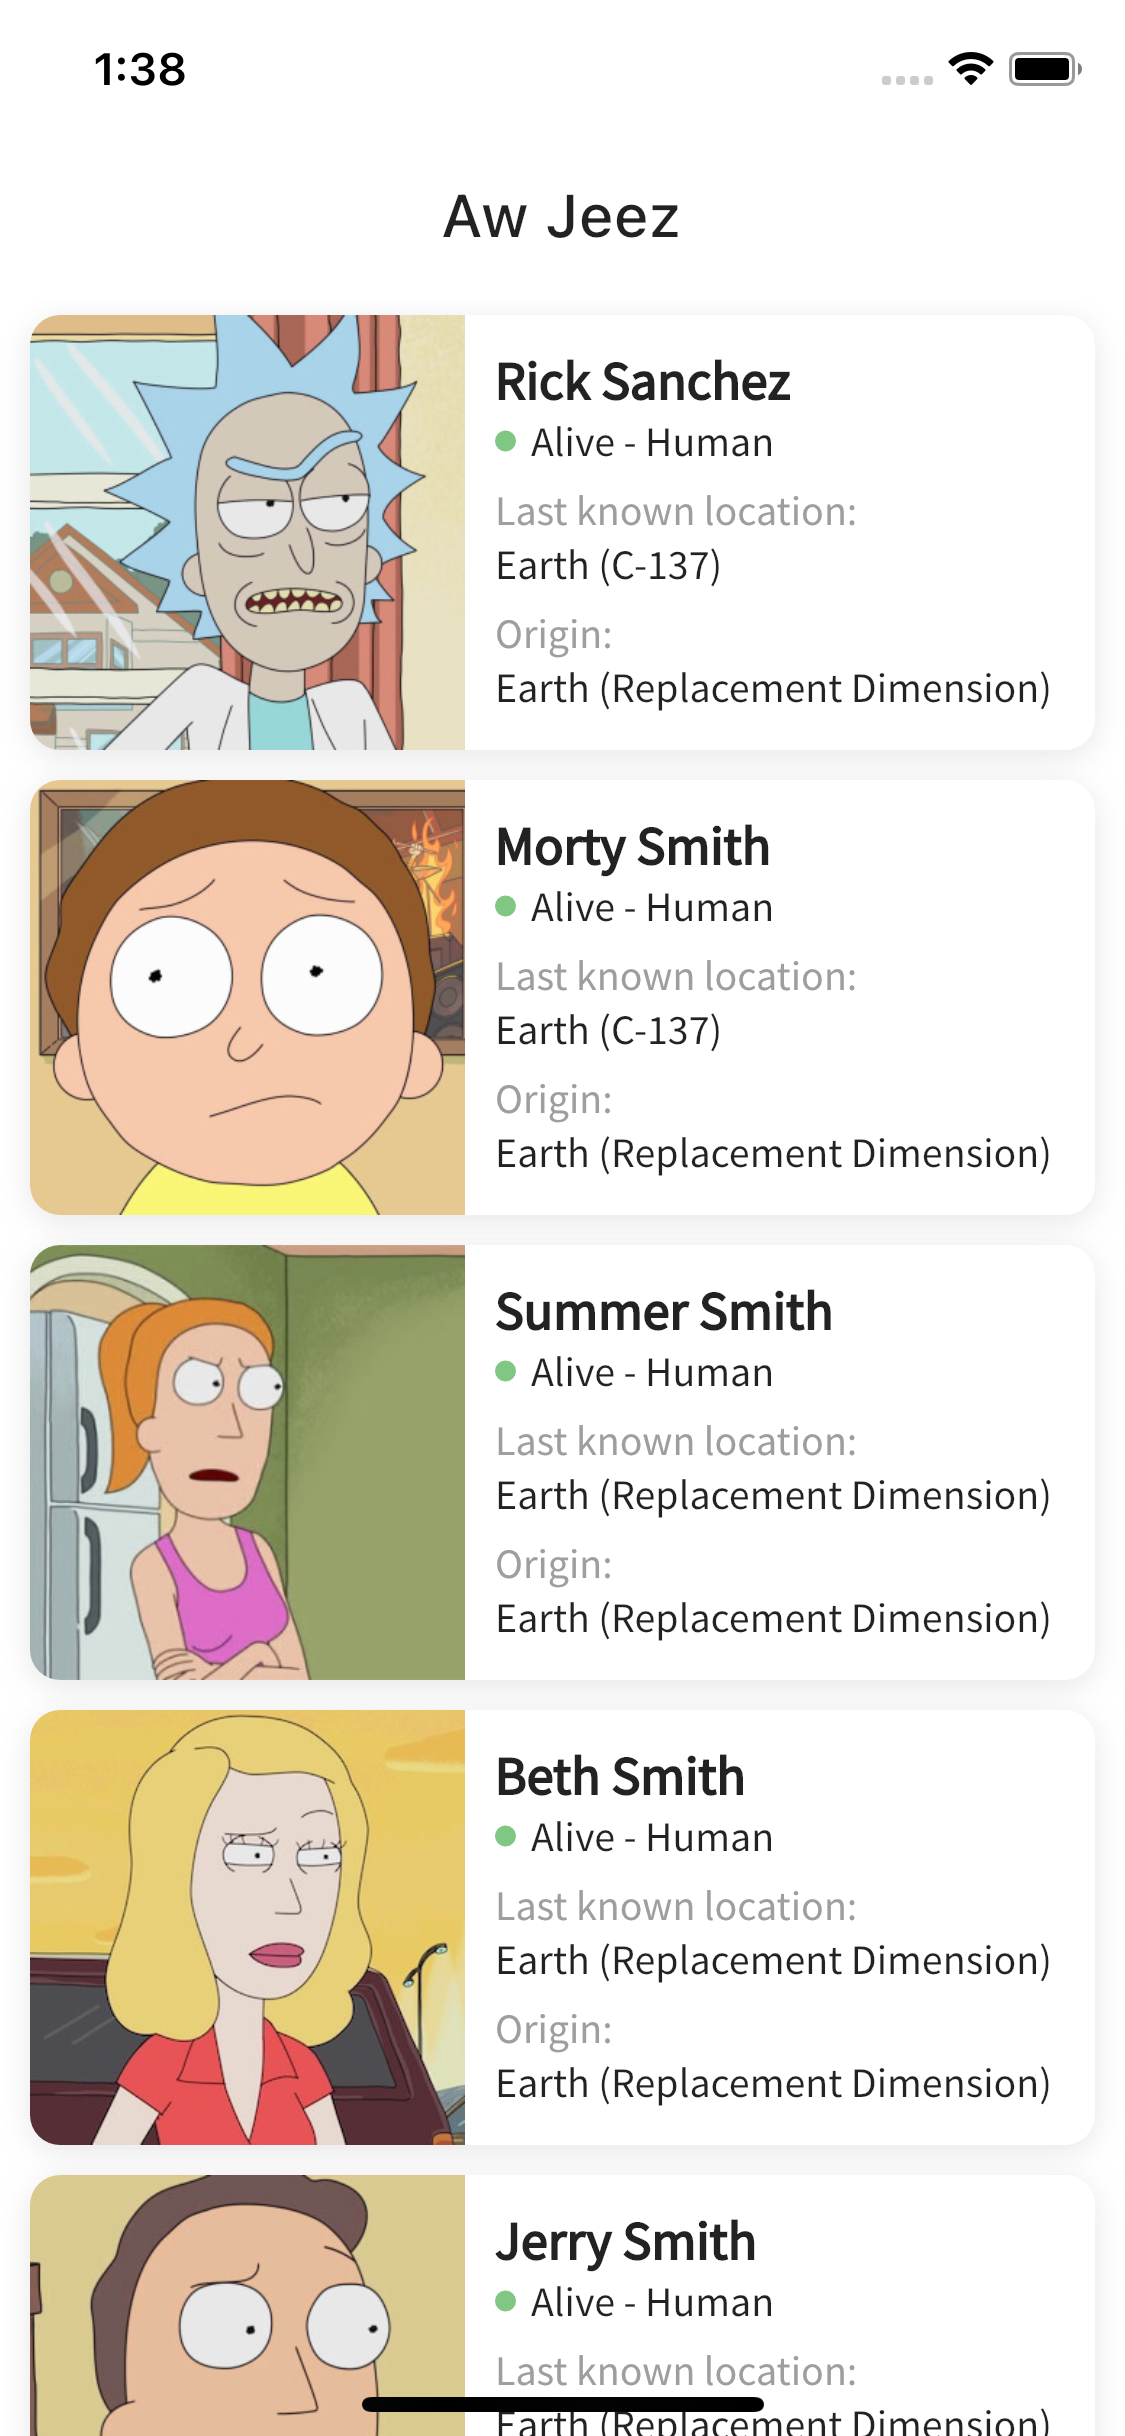 1:38
Aw Jeez
Rick Sanchez
Alive - Human
Last known location:
Earth (C-137)
Origin:
Earth (Replacement Dimension)
Morty Smith
Alive - Human
Last known location:
Earth (C-137)
Origin:
Earth (Replacement Dimension)
Summer Smith
Alive - Human
Last known location:
Earth (Replacement Dimension)
Origin:
Earth (Replacement Dimension)
Beth Smith
Alive - Human
Last known location:
Earth (Replacement Dimension)
Origin:
Earth (Replacement Dimension)
Jerry Smith
Alive - Human
Last known location:
Earth (Replacement Dimension)